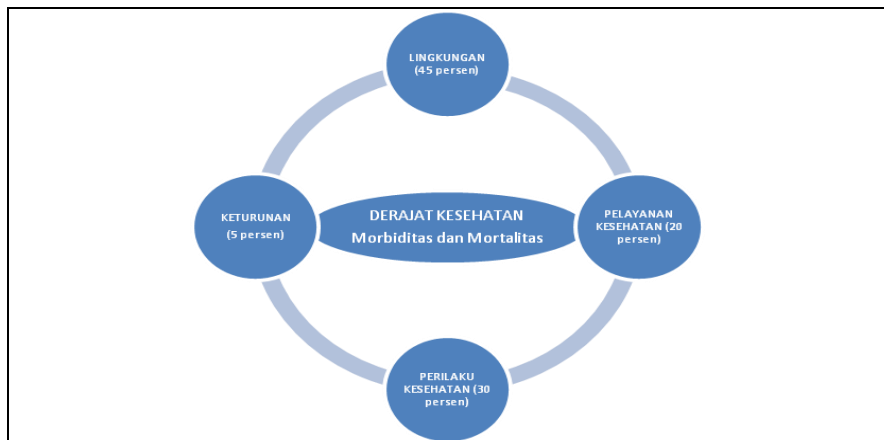 LINGKUNGAN
(45 persen)
KETURUNAN
(5 persen)
DERAJAT KESEHATAN
Morbiditas dan Mortalitas
PELAYANAN
KESEHATAN (20
persen)
PERILAKU
KESEHATAN (30
persen)